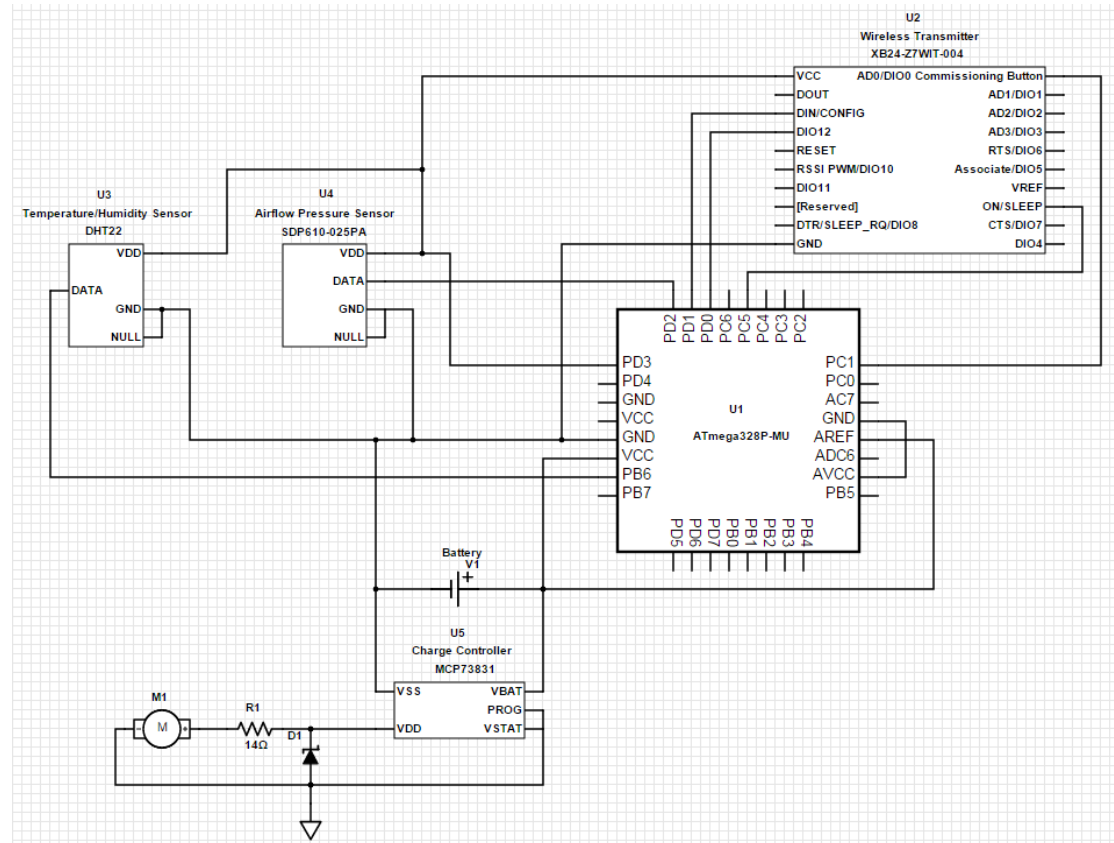 U2
Wireless Transmitter
XB24-Z7WIT-004
VCC AD0/DIO0 Commissioning Button
DOUT AD1/DIO1
DIN/CONFIG AD2/DIO2
DIO12 AD3/DIO3
RESET RTS/DIO6
RSSI PWM/DIO10 Associate/DIO5
DIO11 VREF
[Reserved] ON/SLEEP
DTR/SLEEP_RQ/DIO8 CTS/DIO7
GND DIO4
U3
Temperature/Humidity Sensor
DHT22
VDD
DATA
GND
NULL
U4
Airflow Pressure Sensor
SDP610-025PA
VDD
DATA
GND
NULL
PD2 PD1 PD0 PC6 PC5 PC4 PC3 PC2
PD3 PC1
PD4 PC0
GND AC7
VCC GND
GND AREF
VCC ADC6
PB6 AVCC
PB7 PB5
U1
ATmega328P-MU
PD5 PD6 PD7 PB0 PB1 PB2 PB3 PB4
Battery
V1
+
U5
Charge Controller
MCP73831
VSS VBAT
PROG
VDD VSTAT
M1
- M +
R1
14Ω
D1